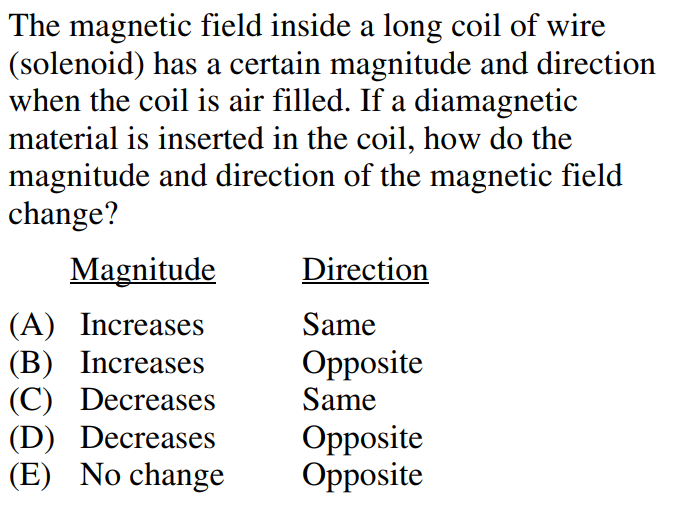 The magnetic field inside a long coil of wire
(solenoid) has a certain magnitude and direction
when the coil is air filled. If a diamagnetic
material is inserted in the coil, how do the
magnitude and direction of the magnetic field
change?
Magnitude Direction
(A) Increases Same
(B) Increases Opposite
(C) Decreases Same
(D) Decreases Opposite
(E) No change Opposite